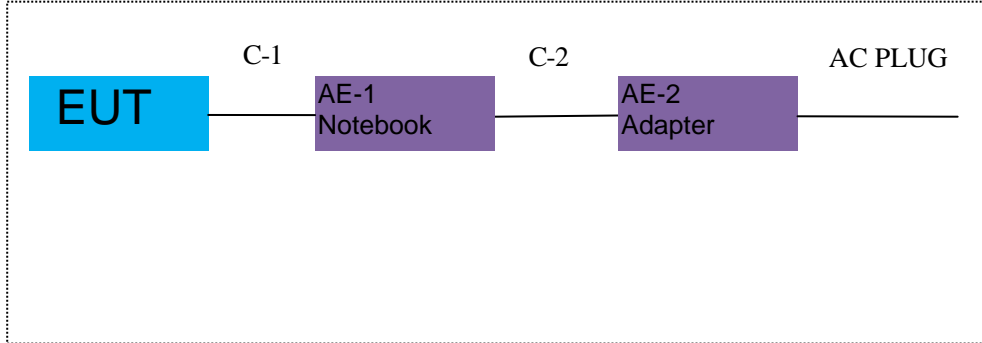 C-1
C-2
AC PLUG
EUT
AE-1
Notebook
AE-2
Adapter